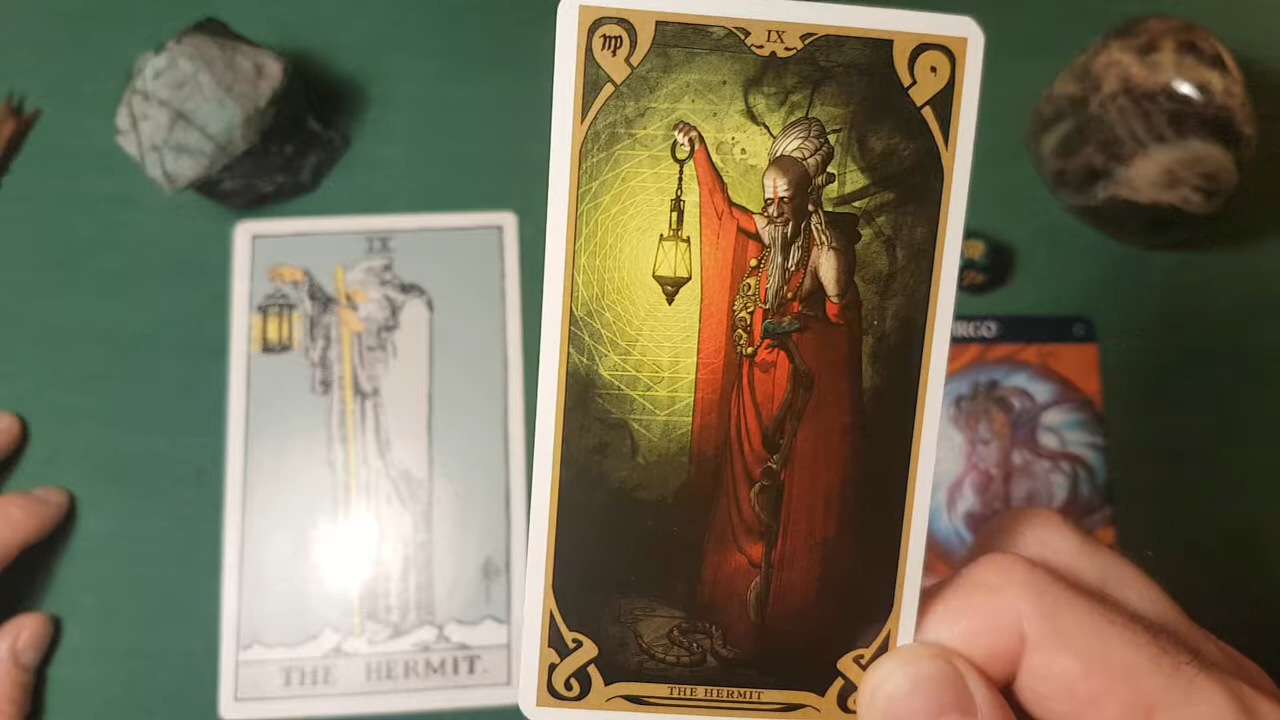 IX
THE HERMIT.
IX
THE HERMIT
RGO